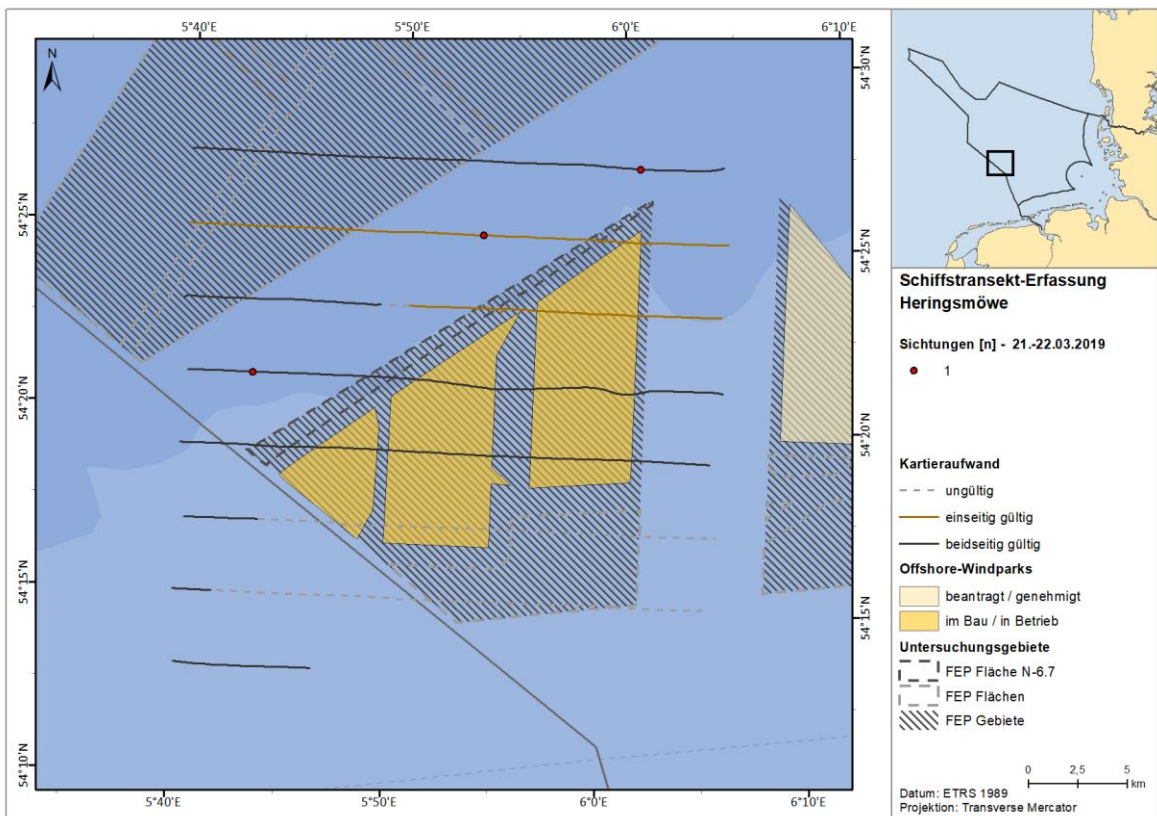 5°40'E 5°50'E 6°0'E 6°10'E
N
54°30'N
54°25'N
54°25'N
54°20'N
54°20'N
54°15'N
54°15'N
54°10'N
5°40'E 5°50'E 6°0'E 6°10'E
Schiffstransekt-Erfassung
Heringsmöwe
Sichtungen [n] - 21.-22.03.2019
1
Kartieraufwand
ungültig
einseitig gültig
beidseitig gültig
Offshore-Windparks
beantragt / genehmigt
im Bau / in Betrieb
Untersuchungsgebiete
FEP Fläche N-6.7
FEP Flächen
FEP Gebiete
0 2,5 5
km
Datum: ETRS 1989
Projektion: Transverse Mercator